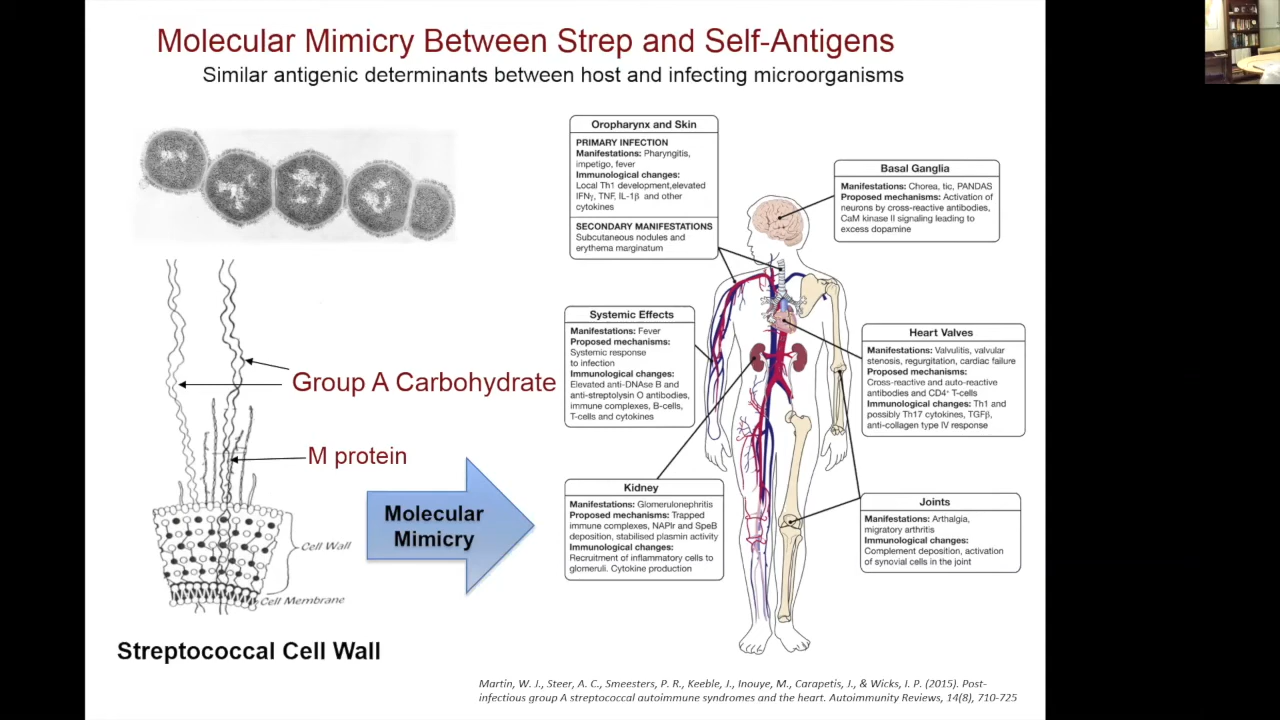 Molecular Mimicry Between Strep and Self-Antigens
Similar antigenic determinants between host and infecting microorganisms
Group A Carbohydrate
M protein
Cell Wall
Cell Membrane
Streptococcal Cell Wall
Molecular
Mimicry
Oropharynx and Skin
PRIMARY INFECTION
Manifestations: Pharyngitis,
impetigo, fever
Immunological changes:
Local Th1 development,elevated
IFNγ, TNF, IL-1β and other
cytokines
SECONDARY MANIFESTATIONS
Subcutaneous nodules and
erythema marginatum
Systemic Effects
Manifestations: Fever
Proposed mechanisms:
Systemic response
to infection
Immunological changes:
Elevated anti-DNAse B and
anti-streptolysin O antibodies,
immune complexes, B-cells,
T-cells and cytokines
Kidney
Manifestations: Glomerulonephritis
Proposed mechanisms: Trapped
immune complexes, NAPlr and SpeB
deposition, stabilised plasmin activity
Immunological changes:
Recruitment of inflammatory cells to
glomeruli. Cytokine production
Basal Ganglia
Manifestations: Chorea, tic, PANDAS
Proposed mechanisms: Activation of
neurons by cross-reactive antibodies,
CaM kinase II signaling leading to
excess dopamine
Heart Valves
Manifestations: Valvulitis, valvular
stenosis, regurgitation, cardiac failure
Proposed mechanisms:
Cross-reactive and auto-reactive
antibodies and CD4⁺ T-cells
Immunological changes: Th1 and
possibly Th17 cytokines, TGFβ,
anti-collagen type IV response
Joints
Manifestations: Arthalgia,
migratory arthritis
Immunological changes:
Complement deposition, activation
of synovial cells in the joint
Martin, W. J., Steer, A. C., Smeesters, P. R., Keeble, J., Inouye, M., Carapetis, J., & Wicks, I. P. (2015). Post-
infectious group A streptococcal autoimmune syndromes and the heart. Autoimmunity Reviews, 14(8), 710-725